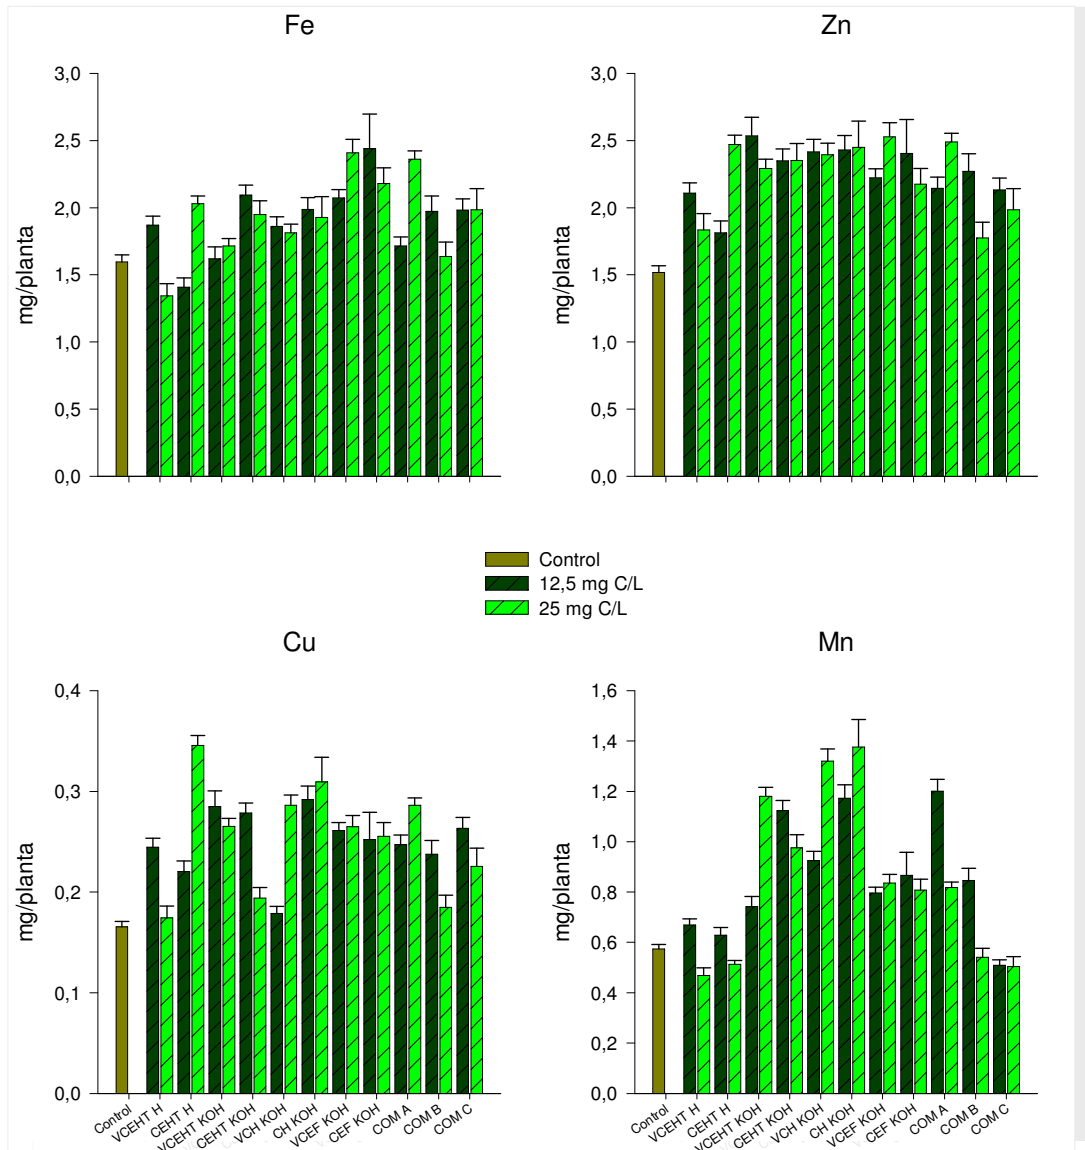 Fe
Zn
3,0
2,5
2,0
1,5
1,0
0,5
0,0
mg/planta
3,0
2,5
2,0
1,5
1,0
0,5
0,0
mg/planta
Control
12,5 mg C/L
25 mg C/L
Cu
Mn
0,4
0,3
0,2
0,1
0,0
mg/planta
Control
VCEHT H
CEHT H
VCEHT KOH
CEHT KOH
VCH KOH
CH KOH
VCEF KOH
CEF KOH
COM A
COM B
COM C
1,6
1,4
1,2
1,0
0,8
0,6
0,4
0,2
0,0
mg/planta
Control
VCEHT H
CEHT H
VCEHT KOH
CEHT KOH
VCH KOH
CH KOH
VCEF KOH
CEF KOH
COM A
COM B
COM C